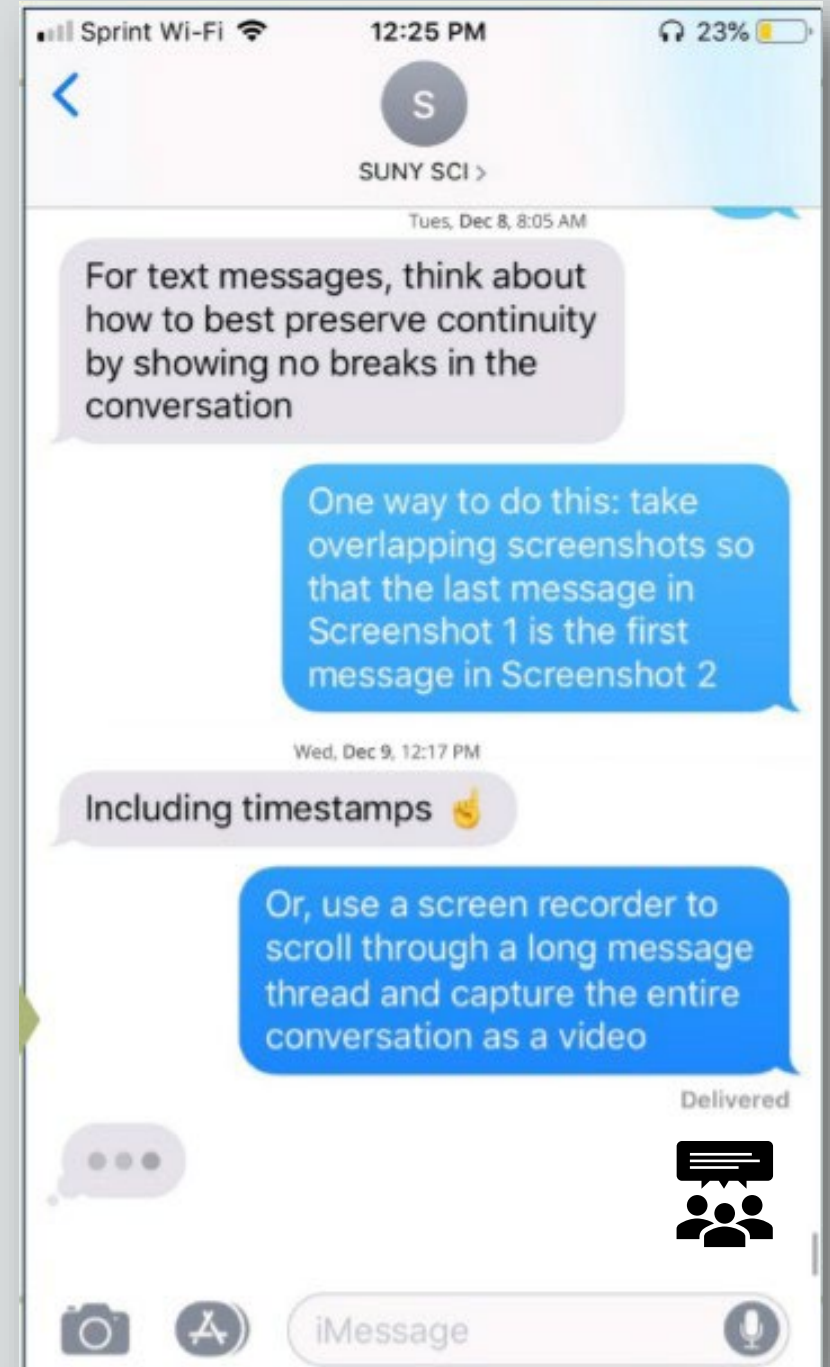 Sprint Wi-Fi 12:25 PM 23%
S
SUNY SCI >
Tues, Dec 8, 8:05 AM
For text messages, think about
how to best preserve continuity
by showing no breaks in the
conversation
One way to do this: take
overlapping screenshots so
that the last message in
Screenshot 1 is the first
message in Screenshot 2
Wed, Dec 9, 12:17 PM
Including timestamps ☝️
Or, use a screen recorder to
scroll through a long message
thread and capture the entire
conversation as a video
Delivered
iMessage